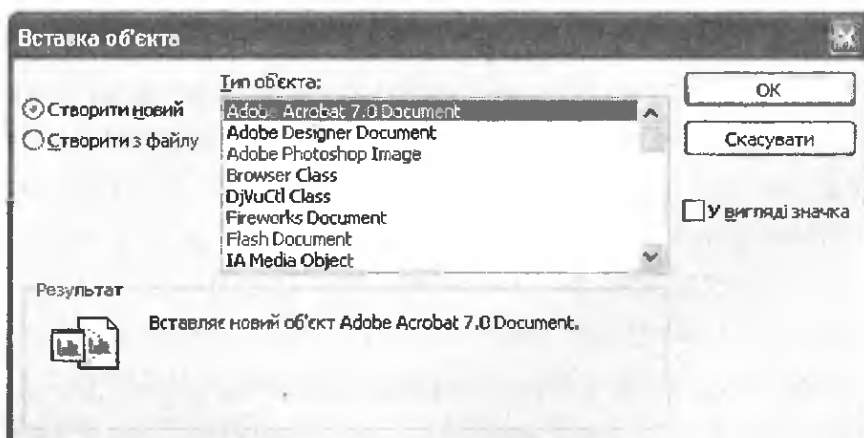 Вставка об'єкта
Тип об'єкта:
Створити новий
Створити з файлу
Adobe Acrobat 7.0 Document
Adobe Designer Document
Adobe Photoshop Image
Browser Class
DjVuCtl Class
Fireworks Document
Flash Document
IA Media Object
ОК
Скасувати
У вигляді значка
Результат
Вставляє новий об'єкт Adobe Acrobat 7.0 Document.